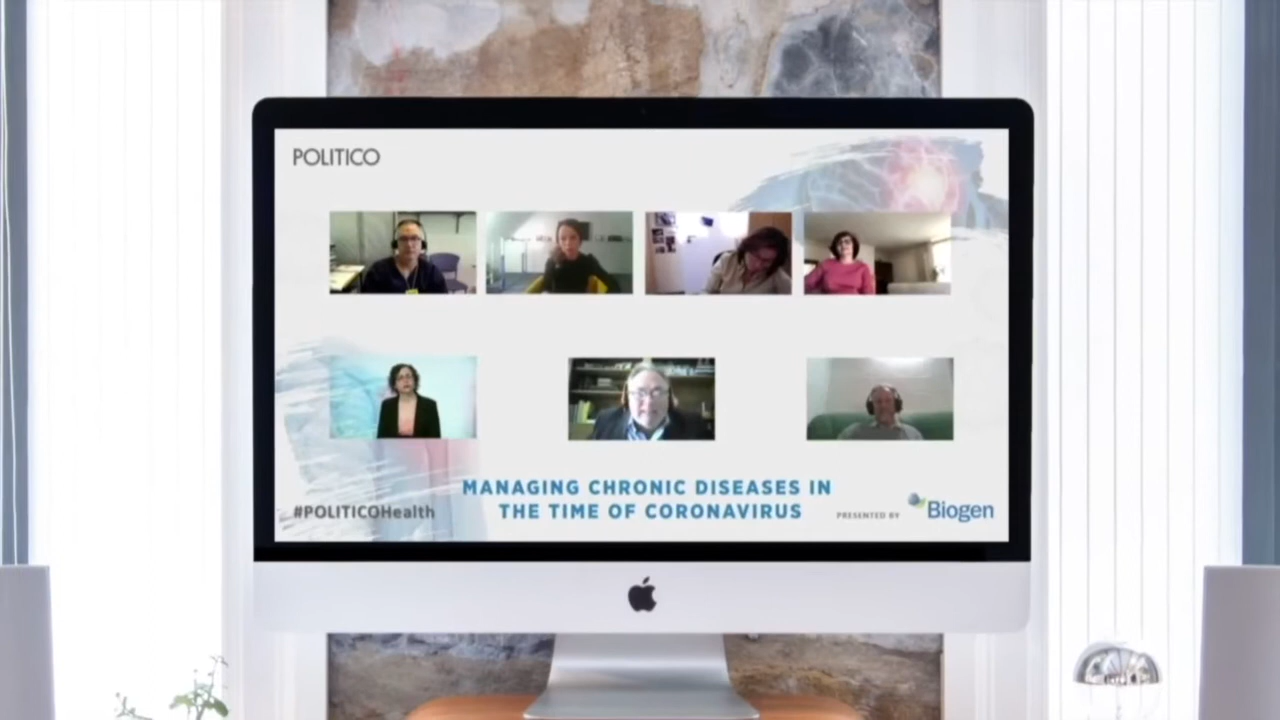 POLITICO
MANAGING CHRONIC DISEASES IN
THE TIME OF CORONAVIRUS
#POLITICOHealth
PRESENTED BY
Biogen